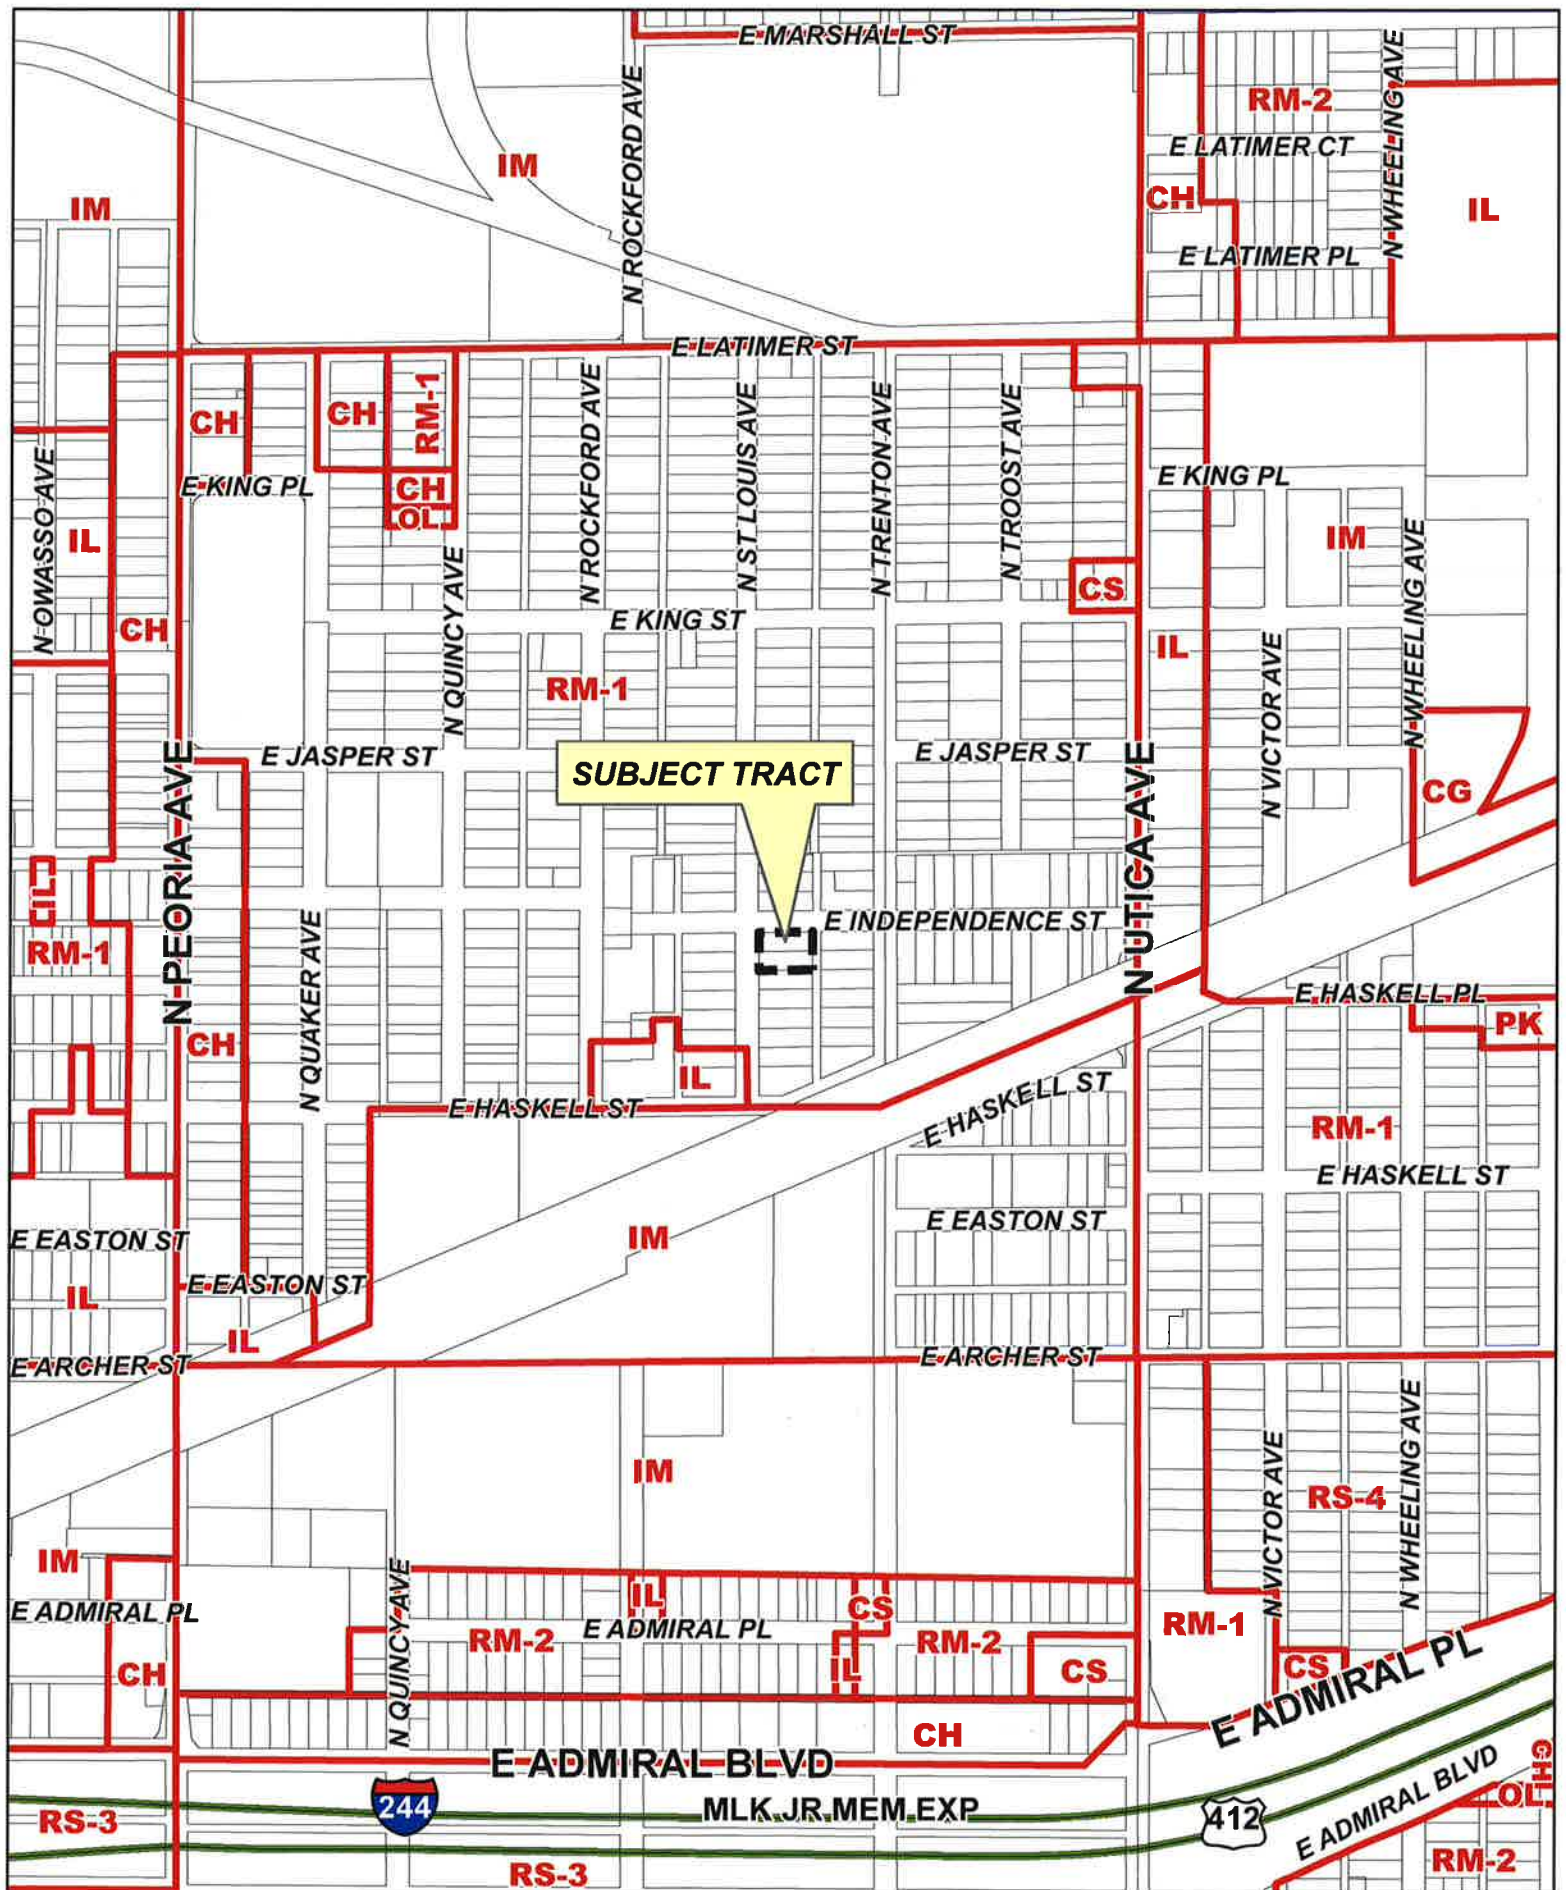 E MARSHALL ST
N ROCKFORD AVE
N WHEELING AVE
RM-2
E LATIMER CT
IM
CH
IM
IL
E LATIMER PL
E LATIMER ST
CH
CH
RM-1
N ROCKFORD AVE
N ST LOUIS AVE
N TRENTON AVE
N TROOST AVE
E KING PL
CH
OL
E KING PL
N OWASSO AVE
IL
IM
N QUINCY AVE
N WHEELING AVE
CS
CH
E KING ST
IL
RM-1
N VICTOR AVE
E JASPER ST
E JASPER ST
SUBJECT TRACT
N PEORIA AVE
N UTICA AVE
CG
IL
E INDEPENDENCE ST
RM-1
N QUAKER AVE
E HASKELL PL
PK
CH
IL
E HASKELL ST
E HASKELL ST
RM-1
E HASKELL ST
E EASTON ST
E EASTON ST
IM
E EASTON ST
IL
IL
E ARCHER ST
E ARCHER ST
IM
N VICTOR AVE
N WHEELING AVE
RS-4
IM
N QUINCY AVE
IL
CS
E ADMIRAL PL
E ADMIRAL PL
RM-2
RM-2
RM-1
CH
IL
CS
CS
E ADMIRAL PL
CH
E ADMIRAL BLVD
CH
OL
244
MLK JR MEM EXP
412
E ADMIRAL BLVD
RS-3
RS-3
RM-2